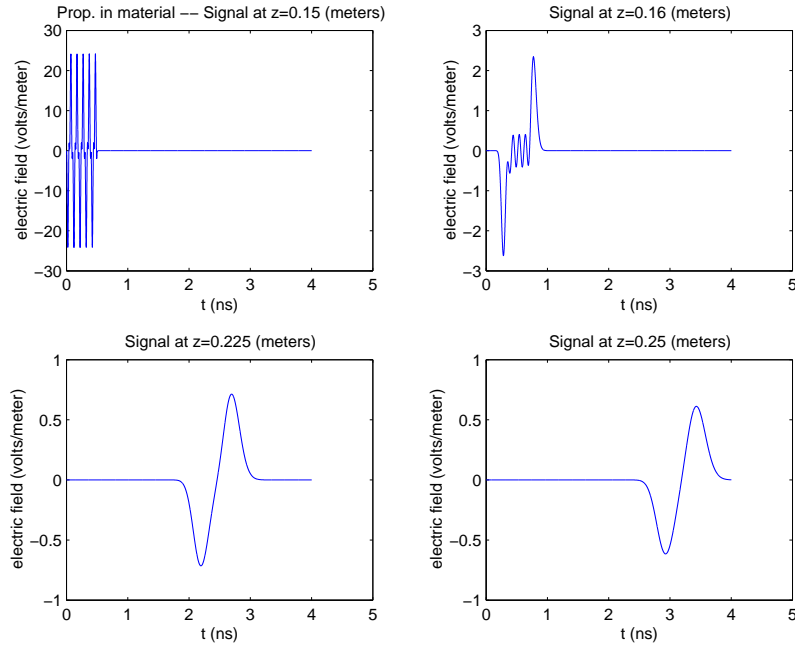 Prop. in material −− Signal at z=0.15 (meters)
30
20
10
0
−10
−20
−30
electric field (volts/meter)
0 1 2 3 4 5
t (ns)
Signal at z=0.16 (meters)
3
2
1
0
−1
−2
−3
electric field (volts/meter)
0 1 2 3 4 5
t (ns)
Signal at z=0.225 (meters)
1
0.5
0
−0.5
−1
electric field (volts/meter)
0 1 2 3 4 5
t (ns)
Signal at z=0.25 (meters)
1
0.5
0
−0.5
−1
electric field (volts/meter)
0 1 2 3 4 5
t (ns)